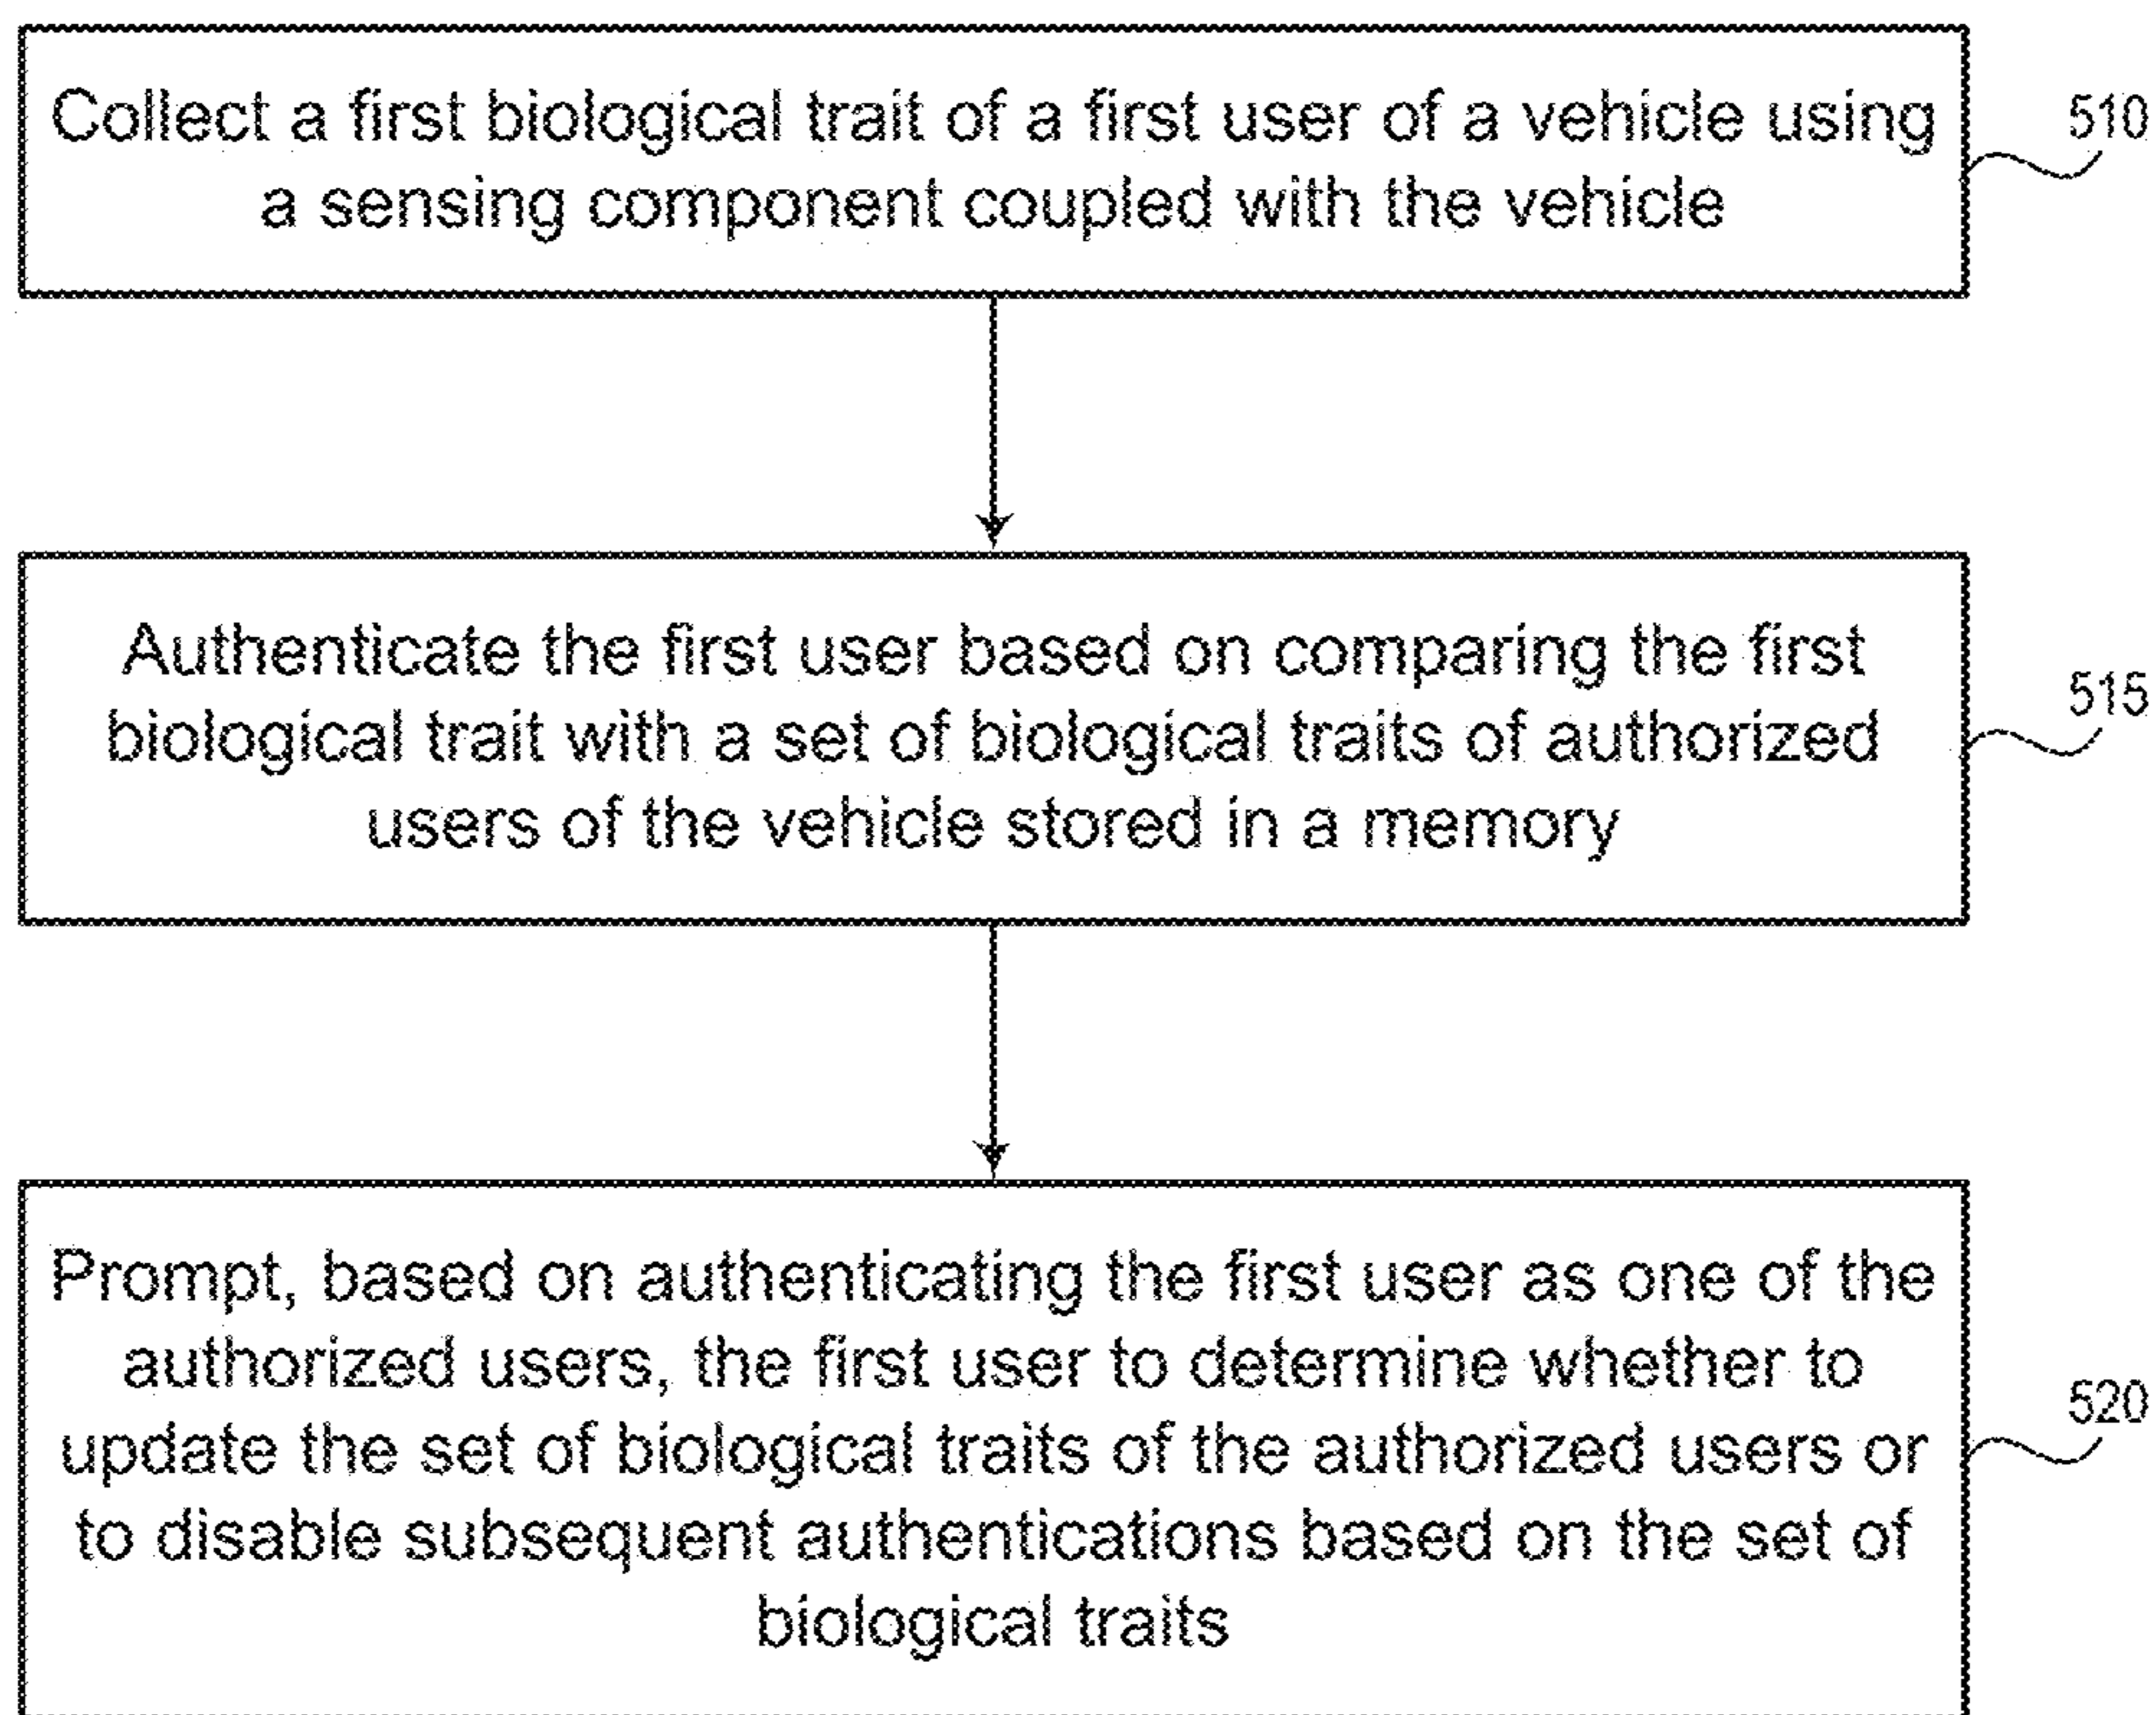 Collect a first biological trait of a first user of a vehicle using
a sensing component coupled with the vehicle
510
Authenticate the first user based on comparing the first
biological trait with a set of biological traits of authorized
users of the vehicle stored in a memory
515
Prompt, based on authenticating the first user as one of the
authorized users, the first user to determine whether to
update the set of biological traits of the authorized users or
to disable subsequent authentications based on the set of
biological traits
520